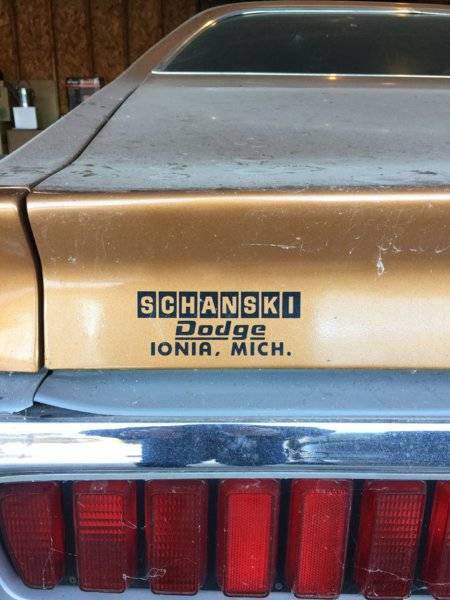 SCHANSKI
Dodge
IONIA, MICH.